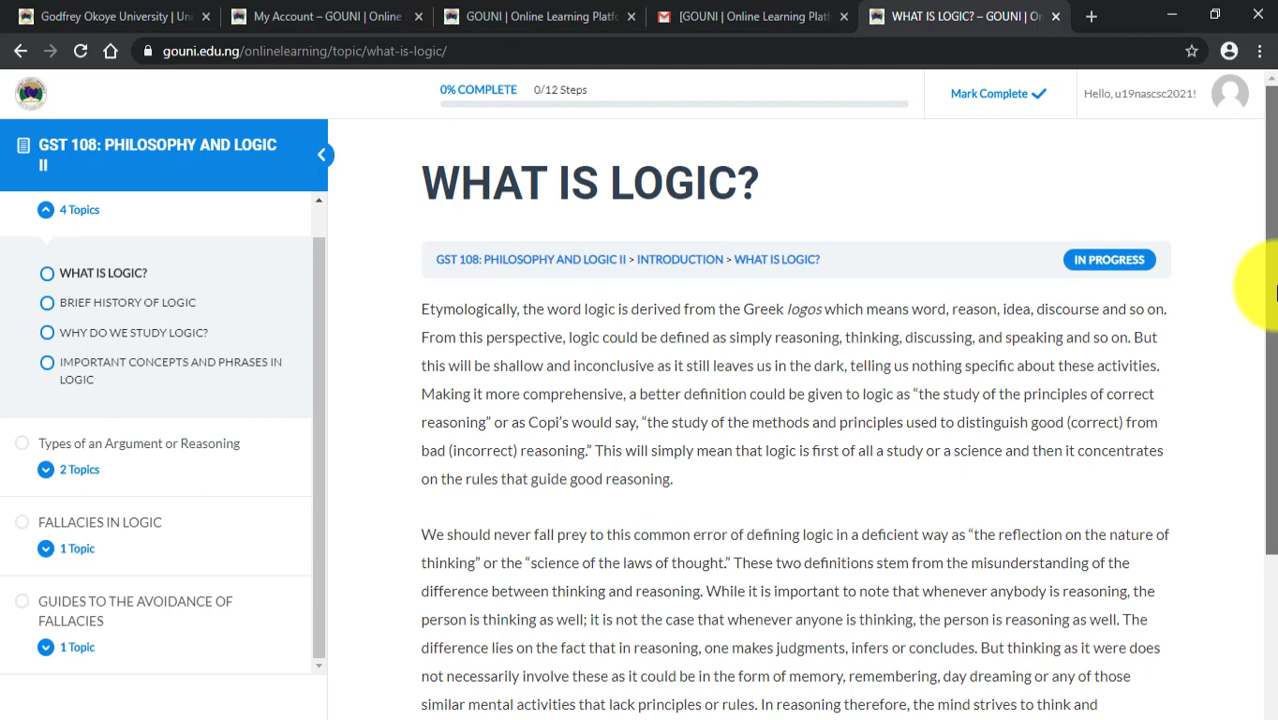 Godfrey Okoye University | Un
My Account – GOUNI | Online
GOUNI | Online Learning Platfo
[GOUNI | Online Learning Platf
WHAT IS LOGIC? – GOUNI | On
gouni.edu.ng/onlinelearning/topic/what-is-logic/
0% COMPLETE 0/12 Steps
Mark Complete
Hello, u19nascsc2021!
GST 108: PHILOSOPHY AND LOGIC
II
4 Topics
WHAT IS LOGIC?
BRIEF HISTORY OF LOGIC
WHY DO WE STUDY LOGIC?
IMPORTANT CONCEPTS AND PHRASES IN
LOGIC
Types of an Argument or Reasoning
2 Topics
FALLACIES IN LOGIC
1 Topic
GUIDES TO THE AVOIDANCE OF
FALLACIES
1 Topic
WHAT IS LOGIC?
GST 108: PHILOSOPHY AND LOGIC II > INTRODUCTION > WHAT IS LOGIC?
IN PROGRESS
Etymologically, the word logic is derived from the Greek logos which means word, reason, idea, discourse and so on.
From this perspective, logic could be defined as simply reasoning, thinking, discussing, and speaking and so on. But
this will be shallow and inconclusive as it still leaves us in the dark, telling us nothing specific about these activities.
Making it more comprehensive, a better definition could be given to logic as “the study of the principles of correct
reasoning” or as Copi’s would say, “the study of the methods and principles used to distinguish good (correct) from
bad (incorrect) reasoning.” This will simply mean that logic is first of all a study or a science and then it concentrates
on the rules that guide good reasoning.
We should never fall prey to this common error of defining logic in a deficient way as “the reflection on the nature of
thinking” or the “science of the laws of thought.” These two definitions stem from the misunderstanding of the
difference between thinking and reasoning. While it is important to note that whenever anybody is reasoning, the
person is thinking as well; it is not the case that whenever anyone is thinking, the person is reasoning as well. The
difference lies on the fact that in reasoning, one makes judgments, infers or concludes. But thinking as it were does
not necessarily involve these as it could be in the form of memory, remembering, day dreaming or any of those
similar mental activities that lack principles or rules. In reasoning therefore, the mind strives to think and